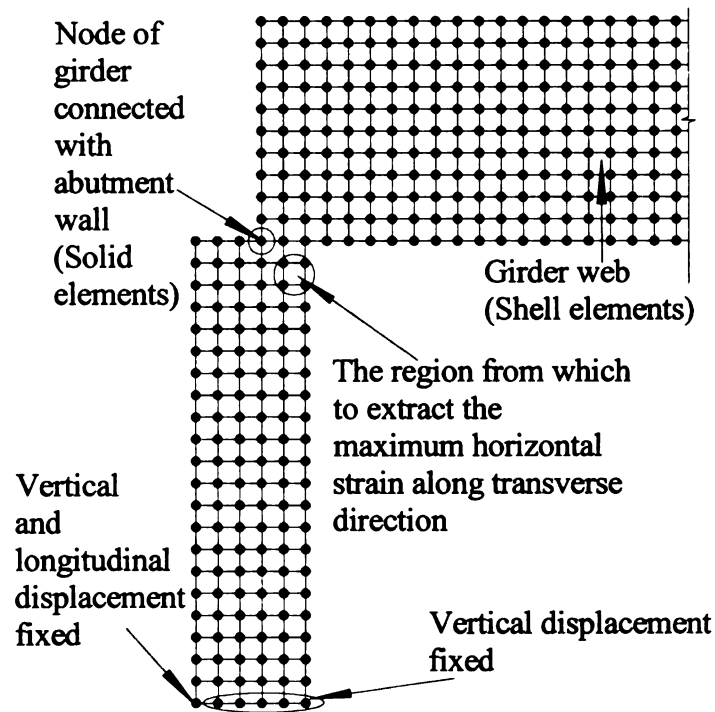 Node of
girder
connected
with
abutment
wall
(Solid
elements)
Girder web
(Shell elements)
The region from which
to extract the
maximum horizontal
strain along transverse
direction
Vertical
and
longitudinal
displacement
fixed
Vertical displacement
fixed